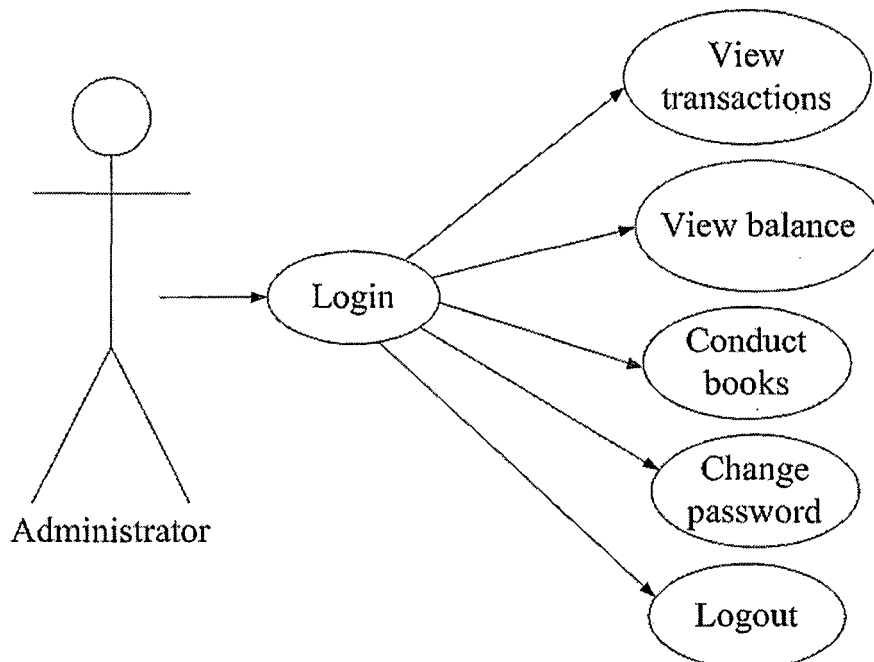 View
transactions
View balance
Login
Conduct
books
Change
password
Administrator
Logout